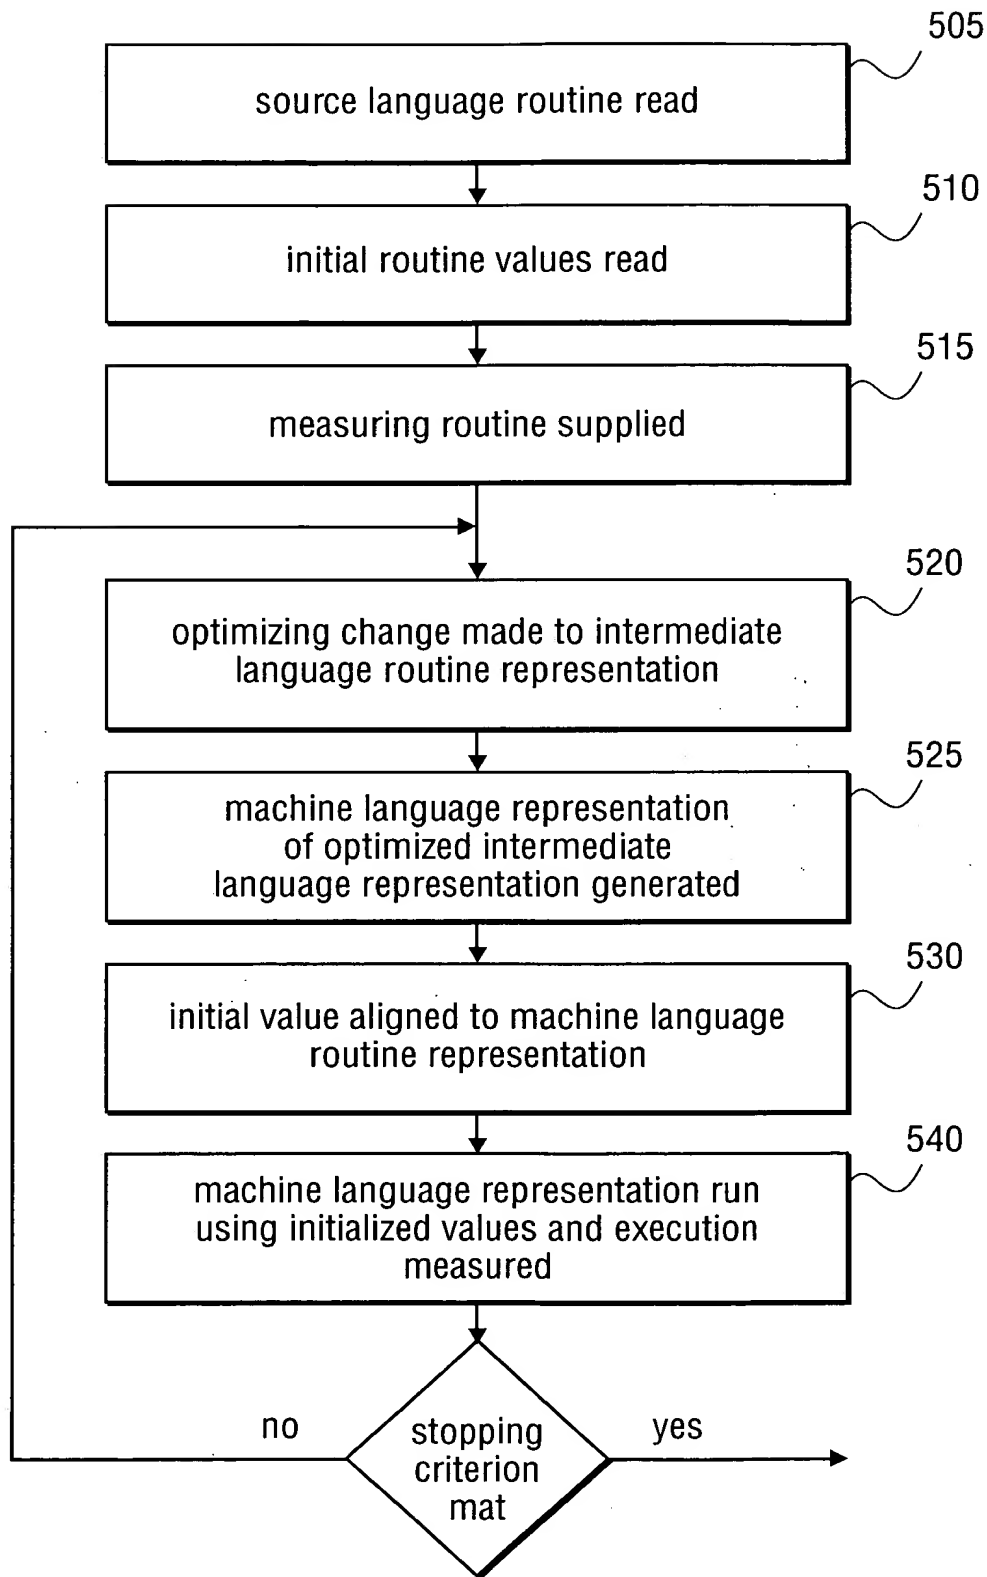 505
source language routine read
510
initial routine values read
515
measuring routine supplied
520
optimizing change made to intermediate
language routine representation
525
machine language representation
of optimized intermediate
language representation generated
530
initial value aligned to machine language
routine representation
540
machine language representation run
using initialized values and execution
measured
no
yes
stopping
criterion
mat